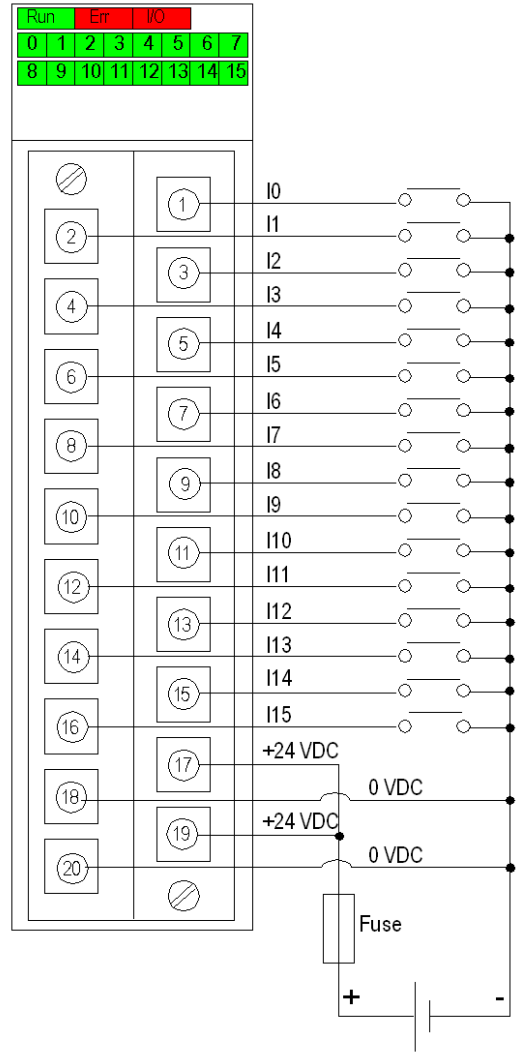 Run Err I/O
0 1 2 3 4 5 6 7
8 9 10 11 12 13 14 15
1 I0
2 I1
3 I2
4 I3
5 I4
6 I5
7 I6
8 I7
9 I8
10 I9
11 I10
12 I11
13 I12
14 I13
15 I14
16 I15
17 +24 VDC
18 0 VDC
19 +24 VDC
20 0 VDC
Fuse
+ -